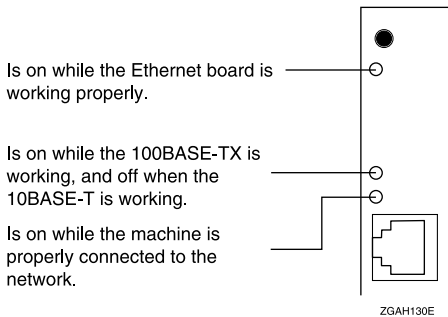 Is on while the Ethernet board is
working properly.
Is on while the 100BASE-TX is
working, and off when the
10BASE-T is working.
Is on while the machine is
properly connected to the
network.
ZGAH130E